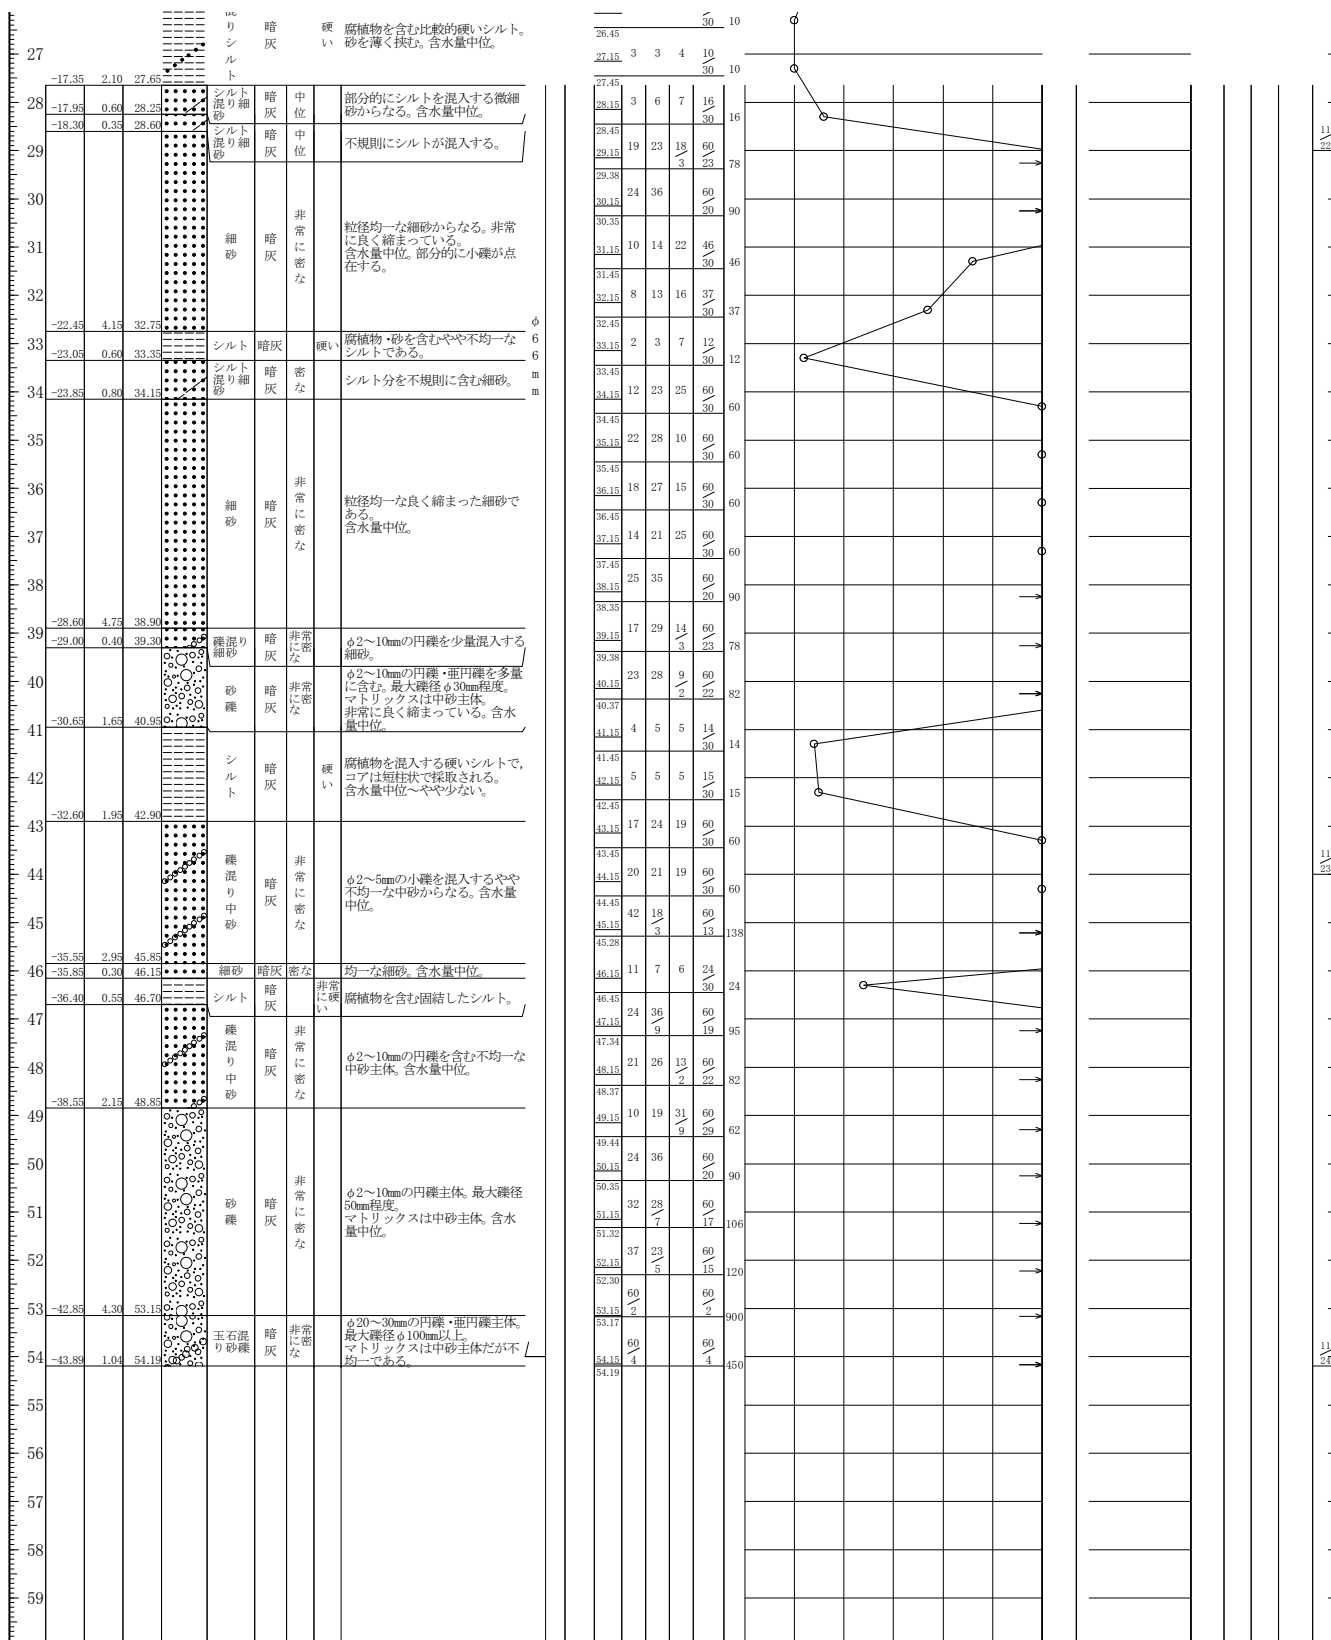 混 り シ ル ト
暗 灰
硬 い
腐植物を含む比較的硬いシルト。
砂を薄く挟む。含水量中位。
30 10
26.45
27
27.15 3 3 4 10 30 10
-17.35 2.10 27.65
27.45
28
シルト混り細砂 暗灰 中位
部分的にシルトを混入する微細
砂からなる。含水量中位。
-17.95 0.60 28.25
28.15 3 6 7 16 30 16
-18.30 0.35 28.60
シルト混り細砂 暗灰 中位
不規則にシルトが混入する。
28.45
29
29.15 19 23 18 3 60 23 78
11
22
29.38
30
30.15 24 36 60 20 90
細砂 暗灰 非常に密な
粒径均一な細砂からなる。非常
に良く締まっている。
含水量中位。部分的に小礫が点
在する。
30.35
31
31.15 10 14 22 46 30 46
31.45
32
32.15 8 13 16 37 30 37
-22.45 4.15 32.75
32.45
φ 6 6 m m
33
シルト 暗灰 硬い
腐植物・砂を含むやや不均一な
シルトである。
-23.05 0.60 33.35
33.15 2 3 7 12 30 12
33.45
シルト混り細砂 暗灰 密な
シルト分を不規則に含む細砂。
34
-23.85 0.80 34.15
34.15 12 23 25 60 30 60
34.45
35
35.15 22 28 10 60 30 60
35.45
36
36.15 18 27 15 60 30 60
細砂 暗灰 非常に密な
粒径均一な良く締まった細砂で
ある。
含水量中位。
36.45
37
37.15 14 21 25 60 30 60
37.45
38
38.15 25 35 60 20 90
-28.60 4.75 38.90
38.35
39
-29.00 0.40 39.30
礫混り細砂 暗灰 非常に密な
φ2～10mmの円礫を少量混入する
細砂。
39.15 17 29 14 3 60 23 78
39.38
40
砂礫 暗灰 非常に密な
φ2～10mmの円礫・亜円礫を多量
に含む。最大礫径φ30mm程度。
マトリックスは中砂主体。
非常に良く締まっている。含水
量中位。
40.15 23 28 9 2 60 22 82
-30.65 1.65 40.95
40.37
41
41.15 4 5 5 14 30 14
シルト 暗灰 硬い
腐植物を混入する硬いシルトで，
コアは短柱状で採取される。
含水量中位～やや少ない。
41.45
42
42.15 5 5 5 15 30 15
-32.60 1.95 42.90
42.45
43
43.15 17 24 19 60 30 60
43.45
11
23
44
44.15 20 21 19 60 30 60
礫混り中砂 暗灰 非常に密な
φ2～5mmの小礫を混入するやや
不均一な中砂からなる。含水量
中位。
44.45
45
45.15 42 18 3 60 13 138
-35.55 2.95 45.85
45.28
46
-35.85 0.30 46.15
細砂 暗灰 密な 均一な細砂。含水量中位。
46.15 11 7 6 24 30 24
-36.40 0.55 46.70
シルト 暗灰 非常に硬い 腐植物を含む固結したシルト。
46.45
47
47.15 24 36 9 60 19 95
47.34
48
礫混り中砂 暗灰 非常に密な
φ2～10mmの円礫を含む不均一な
中砂主体。含水量中位。
48.15 21 26 13 2 60 22 82
-38.55 2.15 48.85
48.37
49
49.15 10 19 31 9 60 29 62
49.44
50
50.15 24 36 60 20 90
50.35
砂礫 暗灰 非常に密な
φ2～10mmの円礫主体。最大礫径
50mm程度。
マトリックスは中砂主体。含水
量中位。
51
51.15 32 28 7 60 17 106
51.32
52
52.15 37 23 5 60 15 120
52.30
53
-42.85 4.30 53.15
53.15 60 2 60 2 900
53.17
玉石混り砂礫 暗灰 非常に密な
φ20～30mmの円礫・亜円礫主体。
最大礫径φ100mm以上。
マトリックスは中砂主体だが不
均一である。
54
-43.89 1.04 54.19
54.15 60 4 60 4 450
11
24
54.19
55
56
57
58
59